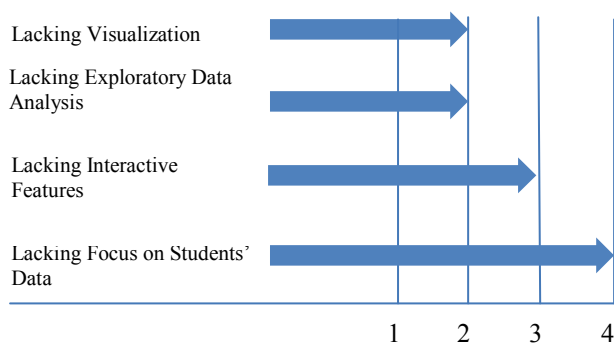 Lacking Visualization
Lacking Exploratory Data
Analysis
Lacking Interactive
Features
Lacking Focus on Students’
Data
1 2 3 4